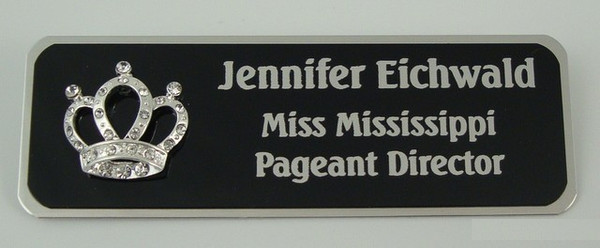 Jennifer Eichwald
Miss Mississippi
Pageant Director